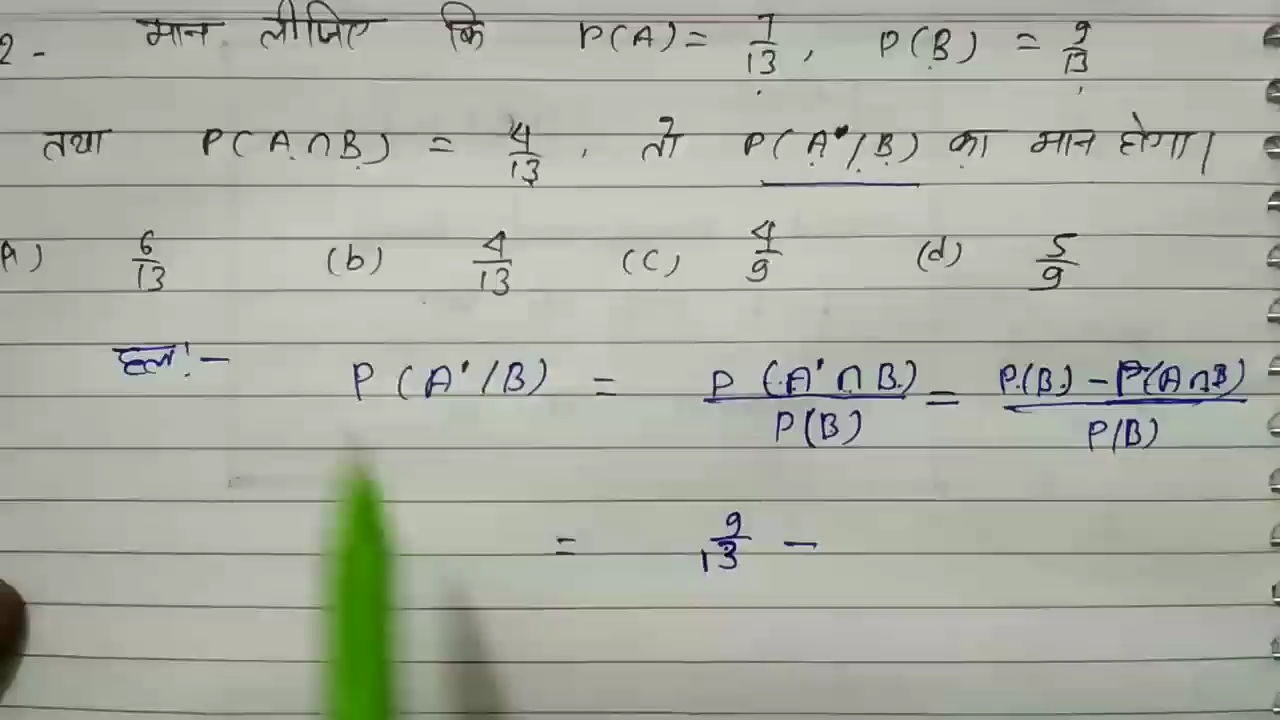 2- मान लीजिए कि P(A) = 7/13, P(B) = 9/13
तथा P(A∩B) = 4/13, तो P(A'/B) का मान होगा।
A) 6/13 (b) 4/13 (c) 4/9 (d) 5/9
हल:- P(A'/B) = P(A'∩B)/P(B) = P(B) - P(A∩B)/P(B)
= 9/13 -